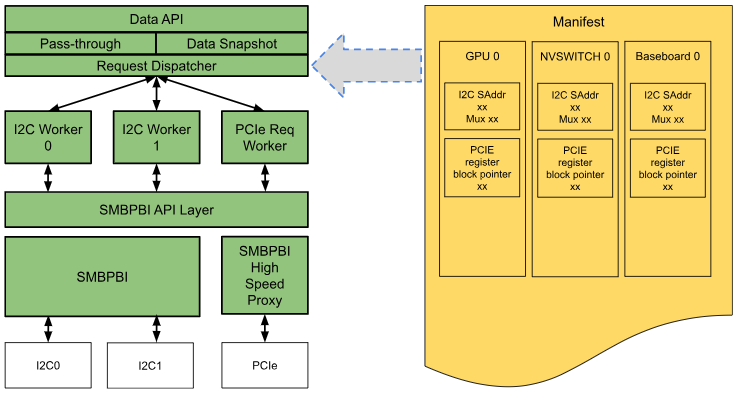 Data API
Pass-through
Data Snapshot
Request Dispatcher
I2C Worker
0
I2C Worker
1
PCIe Req
Worker
SMBPBI API Layer
SMBPBI
SMBPBI
High
Speed
Proxy
I2C0
I2C1
PCIe
Manifest
GPU 0
I2C SAddr
xx
Mux xx
PCIE
register
block pointer
xx
NVSWITCH 0
I2C SAddr
xx
Mux xx
PCIE
register
block pointer
xx
Baseboard 0
I2C SAddr
xx
Mux xx
PCIE
register
block pointer
xx